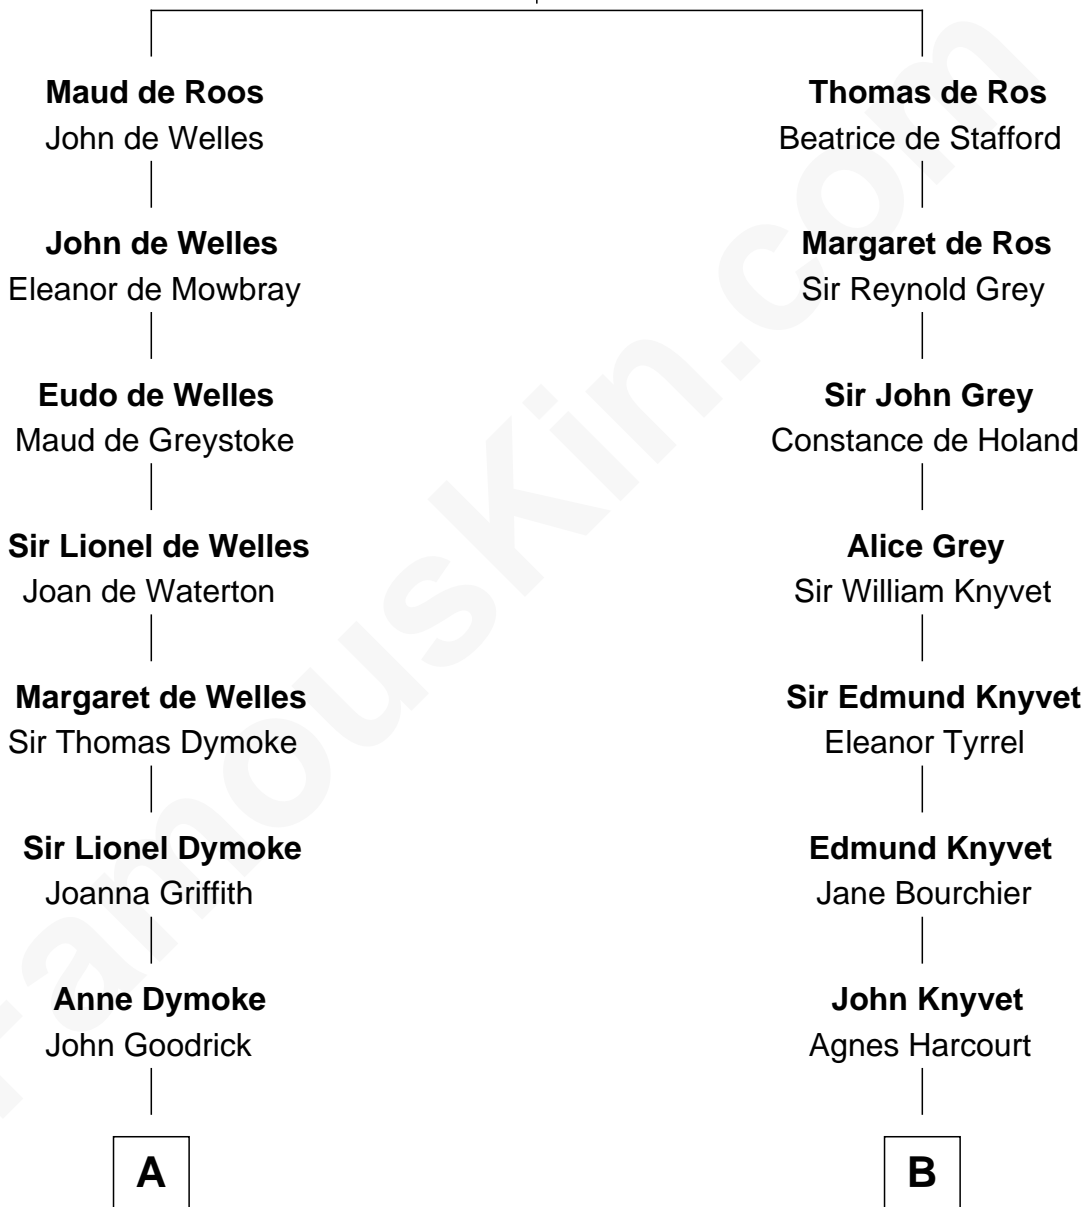 Maud de Roos
John de Welles
Thomas de Ros
Beatrice de Stafford
John de Welles
Eleanor de Mowbray
Margaret de Ros
Sir Reynold Grey
Eudo de Welles
Maud de Greystoke
Sir John Grey
Constance de Holand
Sir Lionel de Welles
Joan de Waterton
Alice Grey
Sir William Knyvet
Margaret de Welles
Sir Thomas Dymoke
Sir Edmund Knyvet
Eleanor Tyrrel
Sir Lionel Dymoke
Joanna Griffith
Edmund Knyvet
Jane Bourchier
Anne Dymoke
John Goodrick
John Knyvet
Agnes Harcourt
A
B
FamousKin.com